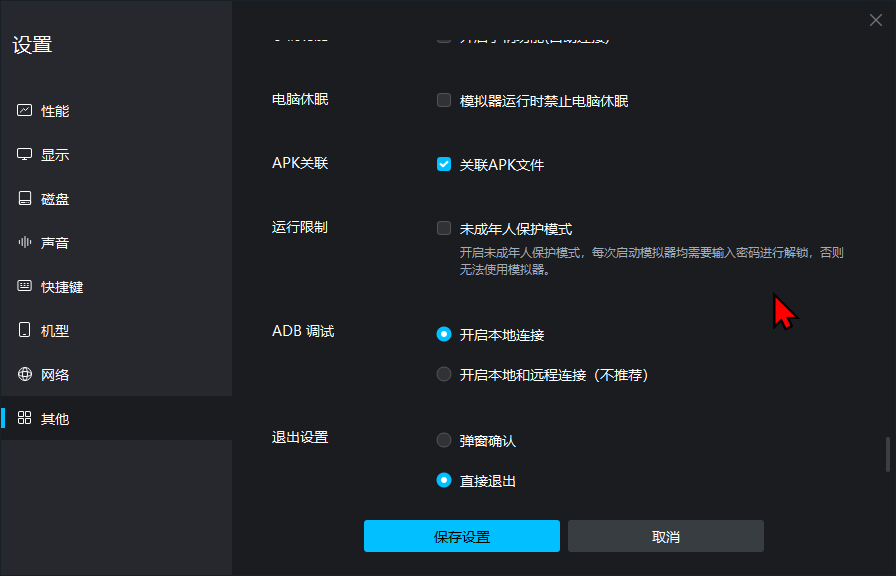 设置
性能
显示
磁盘
声音
快捷键
机型
网络
其他
电脑休眠
模拟器运行时禁止电脑休眠
APK关联
关联APK文件
运行限制
未成年人保护模式
开启未成年人保护模式，每次启动模拟器均需要输入密码进行解锁，否则
无法使用模拟器。
ADB 调试
开启本地连接
开启本地和远程连接（不推荐）
退出设置
弹窗确认
直接退出
保存设置
取消